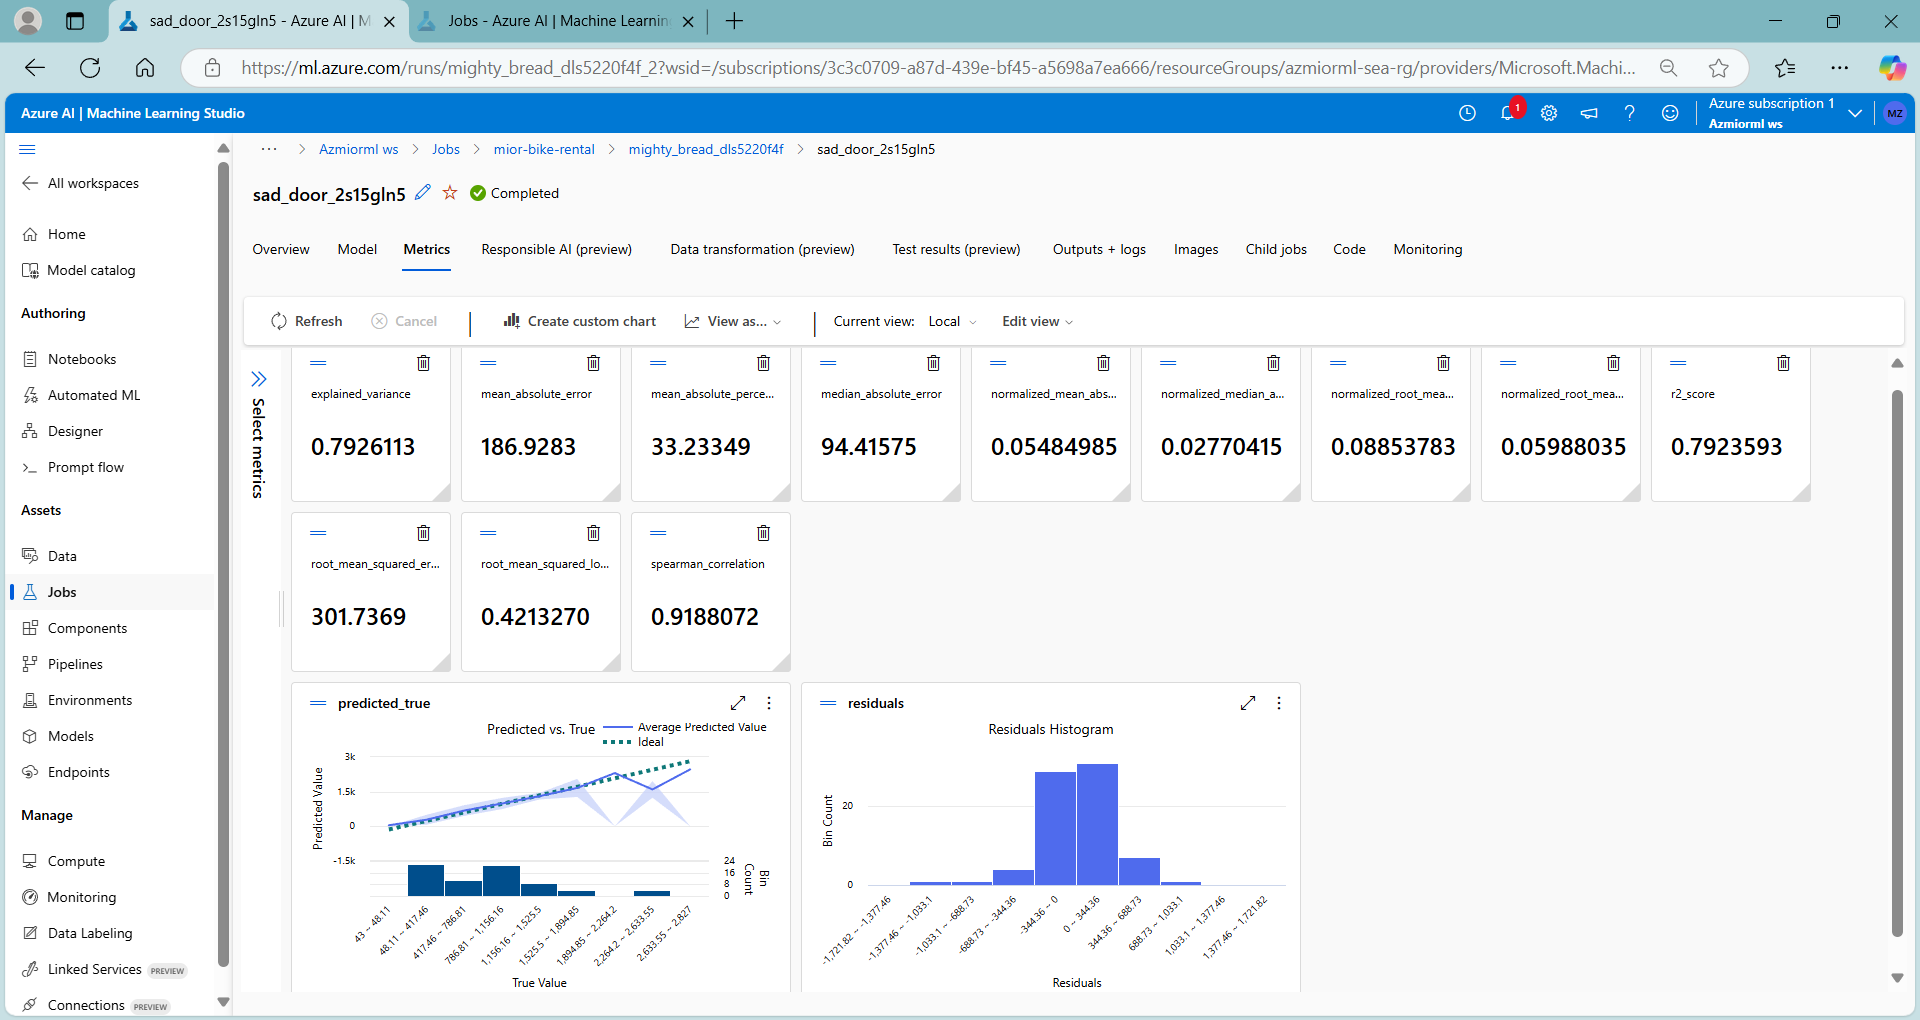 sad_door_2s15gln5 - Azure AI | M
Jobs - Azure AI | Machine Learnin
https://ml.azure.com/runs/mighty_bread_dls5220f4f_2?wsid=/subscriptions/3c3c0709-a87d-439e-bf45-a5698a7ea666/resourceGroups/azmiorml-sea-rg/providers/Microsoft.Machi...
Azure AI | Machine Learning Studio
1
Azure subscription 1
Azmiorml ws
MZ
All workspaces
Home
Model catalog
Authoring
Notebooks
Automated ML
Designer
Prompt flow
Assets
Data
Jobs
Components
Pipelines
Environments
Models
Endpoints
Manage
Compute
Monitoring
Data Labeling
Linked Services PREVIEW
Connections PREVIEW
... > Azmiorml ws > Jobs > mior-bike-rental > mighty_bread_dls5220f4f > sad_door_2s15gln5
sad_door_2s15gln5 Completed
Overview Model Metrics Responsible AI (preview) Data transformation (preview) Test results (preview) Outputs + logs Images Child jobs Code Monitoring
Refresh Cancel Create custom chart View as... Current view: Local Edit view
Select metrics
explained_variance
0.7926113
mean_absolute_error
186.9283
mean_absolute_perce...
33.23349
median_absolute_error
94.41575
normalized_mean_abs...
0.05484985
normalized_median_a...
0.02770415
normalized_root_mea...
0.08853783
normalized_root_mea...
0.05988035
r2_score
0.7923593
root_mean_squared_er...
301.7369
root_mean_squared_lo...
0.4213270
spearman_correlation
0.9188072
predicted_true
Predicted vs. True
Average Predicted Value
Ideal
Predicted Value
3k
1.5k
0
-1.5k
24
16
8
0
Bin
Count
43 ~ 48.11
48.11 ~ 417.46
417.46 ~ 786.81
786.81 ~ 1,156.16
1,156.16 ~ 1,525.5
1,525.5 ~ 1,894.85
1,894.85 ~ 2,264.2
2,264.2 ~ 2,633.55
2,633.55 ~ 2,827
True Value
residuals
Residuals Histogram
Bin Count
20
0
-1,721.82 ~ -1,377.46
-1,377.46 ~ -1,033.1
-1,033.1 ~ -688.73
-688.73 ~ -344.36
-344.36 ~ 0
0 ~ 344.36
344.36 ~ 688.73
688.73 ~ 1,033.1
1,033.1 ~ 1,377.46
1,377.46 ~ 1,721.82
Residuals